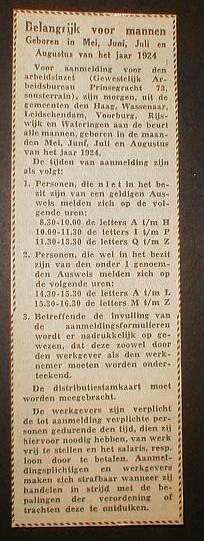 Belangrijk voor mannen
Geboren in Mei, Juni, Juli en
Augustus van het jaar 1924
Voor aanmelding voor den
arbeidsinzet (Gewestelijk Ar-
beidsbureau Prinsegracht 73,
sousterrain), zijn morgen, uit de
gemeenten den Haag, Wassenaar,
Leidschendam, Voorburg, Rijs-
wijk en Wateringen aan de beurt
alle mannen, geboren in de maan-
den Mei, Juni, Juli en Augustus
van het jaar 1924.
De tijden van aanmelding zijn
als volgt:
1. Personen, die niet in het be-
zit zijn van een geldigen Aus-
weis melden zich op de vol-
gende uren:
8.30-10.00 de letters A t/m H
10.00-11.30 de letters I t/m P
11.30-13.30 de letters Q t/m Z
2. Personen, die wel in het bezit
zijn van den onder 1 genoem-
den Ausweis melden zich op
de volgende uren:
14.30-15.30 de letters A t/m L
15.30-16.30 de letters M t/m Z
3. Betreffende de invulling van
de aanmeldingsformulieren
wordt er nadrukkelijk op ge-
wezen, dat deze zoowel door
den werkgever als den werk-
nemer moeten worden onder-
teekend.
De distributiestamkaart moet
worden meegebracht.
De werkgevers zijn verplicht
de tot aanmelding verplichte per-
sonen gedurende den tijd, dien zij
hiervoor noodig hebben, van werk
vrij te stellen en het salaris, resp.
loon door te betalen. Aanmel-
dingsplichtigen en werkgevers
maken zich strafbaar wanneer zij
handelen in strijd met de be-
palingen der verordening of
trachten deze te ontduiken.